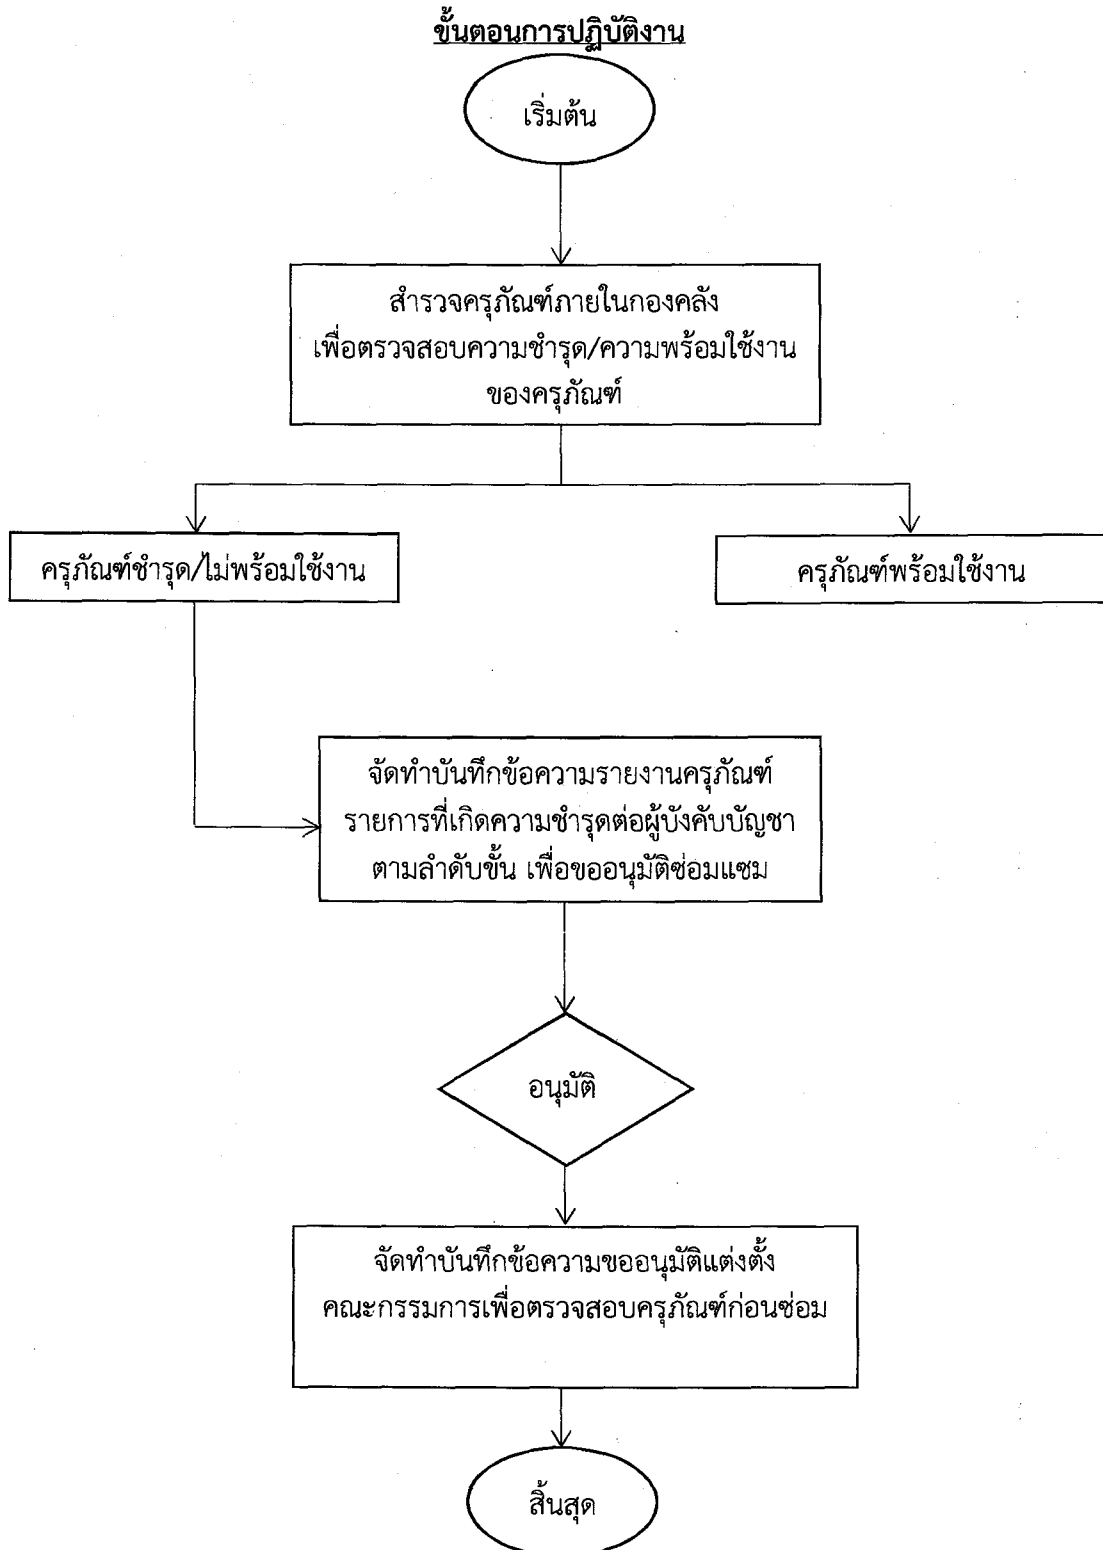 ขั้นตอนการปฏิบัติงาน
เริ่มต้น
สำรวจครุภัณฑ์ภายในกองคลัง
เพื่อตรวจสอบความชำรุด/ความพร้อมใช้งาน
ของครุภัณฑ์
ครุภัณฑ์ชำรุด/ไม่พร้อมใช้งาน
ครุภัณฑ์พร้อมใช้งาน
จัดทำบันทึกข้อความรายงานครุภัณฑ์
รายการที่เกิดความชำรุดต่อผู้บังคับบัญชา
ตามลำดับขั้น เพื่อขออนุมัติซ่อมแซม
อนุมัติ
จัดทำบันทึกข้อความขออนุมัติแต่งตั้ง
คณะกรรมการเพื่อตรวจสอบครุภัณฑ์ก่อนซ่อม
สิ้นสุด